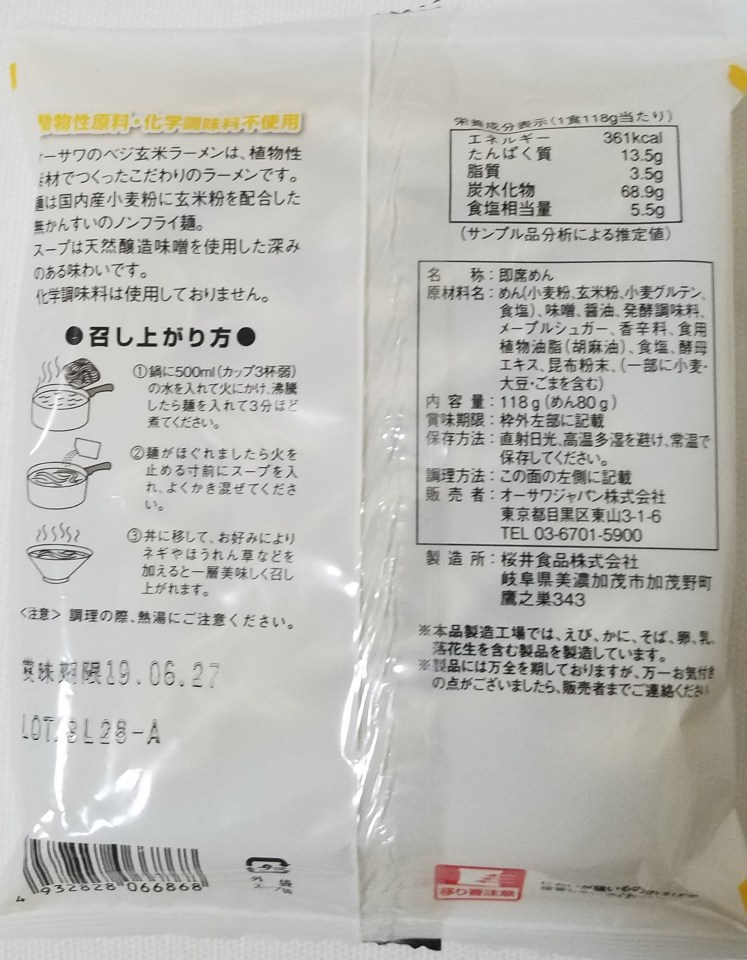 動物性原料・化学調味料不使用
オーサワのベジ玄米ラーメンは、植物性
素材でつくったこだわりのラーメンです。
麺は国内産小麦粉に玄米粉を配合した
無かんすいのノンフライ麺。
スープは天然醸造味噌を使用した深み
のある味わいです。
化学調味料は使用しておりません。
●召し上がり方●
①鍋に500ml(カップ3杯弱)
の水を入れて火にかけ、沸騰
したら麺を入れて3分ほど
煮てください。
②麺がほぐれましたら火を
止める寸前にスープを入
れ、よくかき混ぜてくださ
い。
③丼に移して、お好みにより
ネギやほうれん草などを
加えると一層美味しく召し
上がれます。
<注意> 調理の際、熱湯にご注意ください。
賞味期限19.06.27
LOT.8L28-A
932828 066868
外袋
スープ袋
栄養成分表示(1食118g当たり)
エネルギー 361kcal
たんぱく質 13.5g
脂質 3.5g
炭水化物 68.9g
食塩相当量 5.5g
(サンプル品分析による推定値)
名 称:即席めん
原材料名:めん(小麦粉、玄米粉、小麦グルテン、
食塩)、味噌、醤油、発酵調味料、
メープルシュガー、香辛料、食用
植物油脂(胡麻油)、食塩、酵母
エキス、昆布粉末、(一部に小麦・
大豆・ごまを含む)
内容量:118g(めん80g)
賞味期限:枠外左部に記載
保存方法:直射日光、高温多湿を避け、常温で
保存してください。
調理方法:この面の左側に記載
販売者:オーサワジャパン株式会社
東京都目黒区東山3-1-6
TEL 03-6701-5900
製造所:桜井食品株式会社
岐阜県美濃加茂市加茂野町
鷹之巣343
※本品製造工場では、えび、かに、そば、卵、乳、
落花生を含む製品を製造しています。
※製品には万全を期しておりますが、万一お気付き
の点がございましたら、販売者までご連絡ください
移り香注意